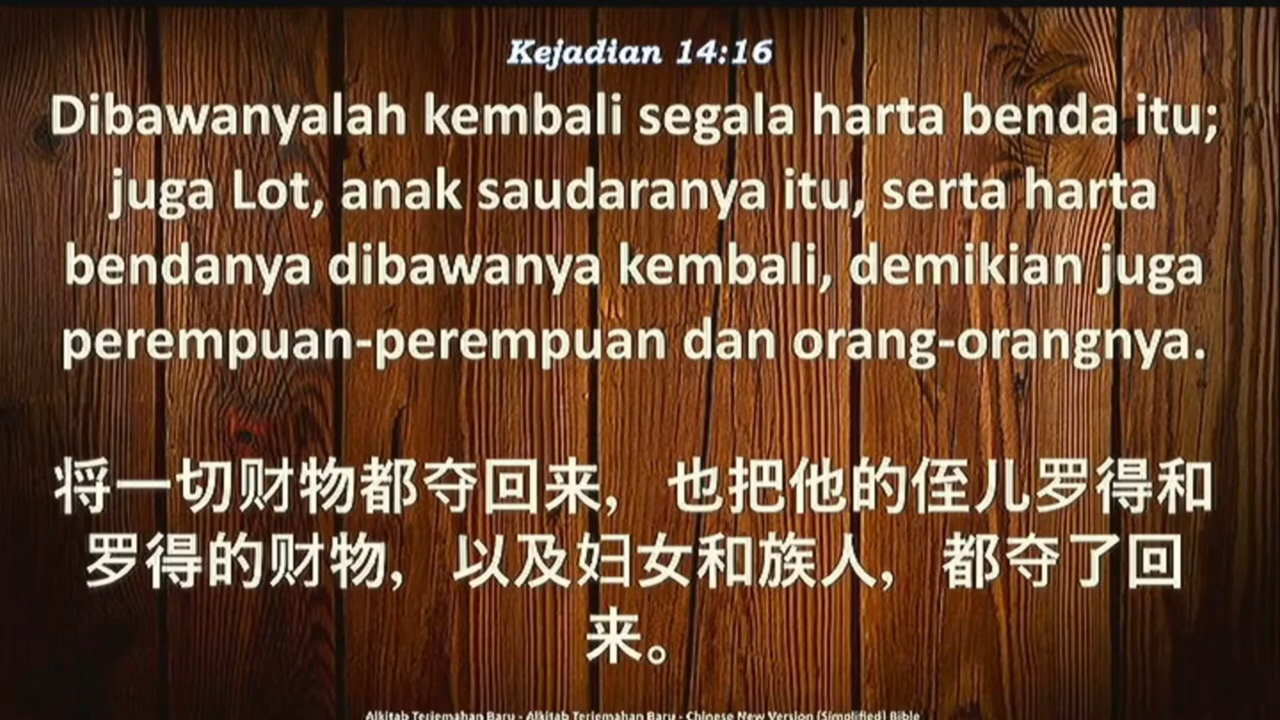 Kejadian 14:16
Dibawanyalah kembali segala harta benda itu;
juga Lot, anak saudaranya itu, serta harta
bendanya dibawanya kembali, demikian juga
perempuan-perempuan dan orang-orangnya.
将一切财物都夺回来，也把他的侄儿罗得和
罗得的财物，以及妇女和族人，都夺了回
来。
Alkitab Terjemahan Baru - Alkitab Terjemahan Baru - Chinese New Version (Simplified) Bible